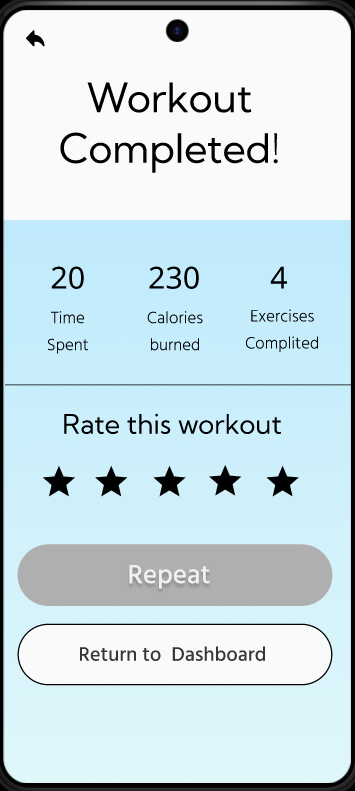 Workout
Completed!
20 230 4
Time Calories Exercises
Spent burned Complited
Rate this workout
Repeat
Return to Dashboard